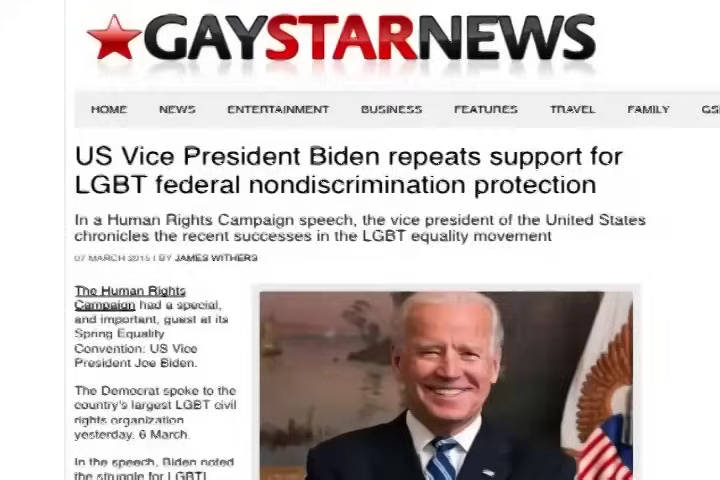 GAYSTARNEWS
HOME NEWS ENTERTAINMENT BUSINESS FEATURES TRAVEL FAMILY
US Vice President Biden repeats support for
LGBT federal nondiscrimination protection
In a Human Rights Campaign speech, the vice president of the United States
chronicles the recent successes in the LGBT equality movement
07 MARCH 2015 | BY JAMES WITHERS
The Human Rights
Campaign had a special,
and important, guest at its
Spring Equality
Convention: US Vice
President Joe Biden.
The Democrat spoke to the
country's largest LGBT civil
rights organization
yesterday, 6 March.
In the speech, Biden noted
the struggle for